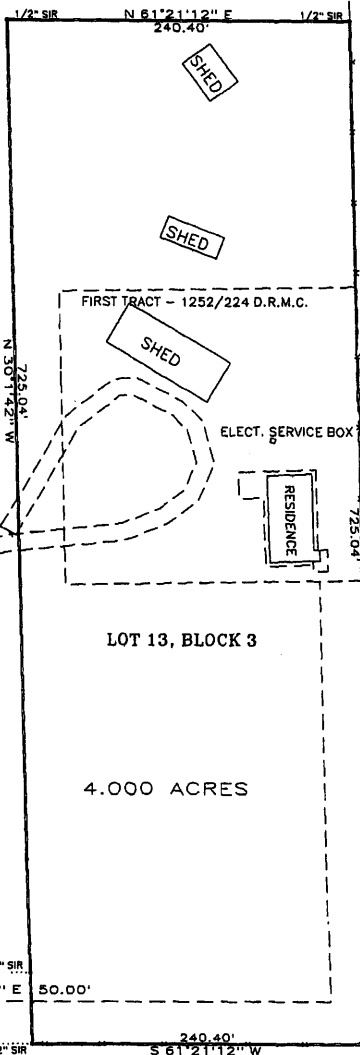 1/2" SIR
N 61°21'12" E
1/2" SIR
240.40'
SHED
SHED
FIRST TRACT - 1252/224 D.R.M.C.
SHED
N 30°1'42" W
725.04'
ELECT. SERVICE BOX
RESIDENCE
725.04'
LOT 13, BLOCK 3
4.000 ACRES
" SIR
" E 50.00'
240.40'
2" SIR
S 61°21'12" W